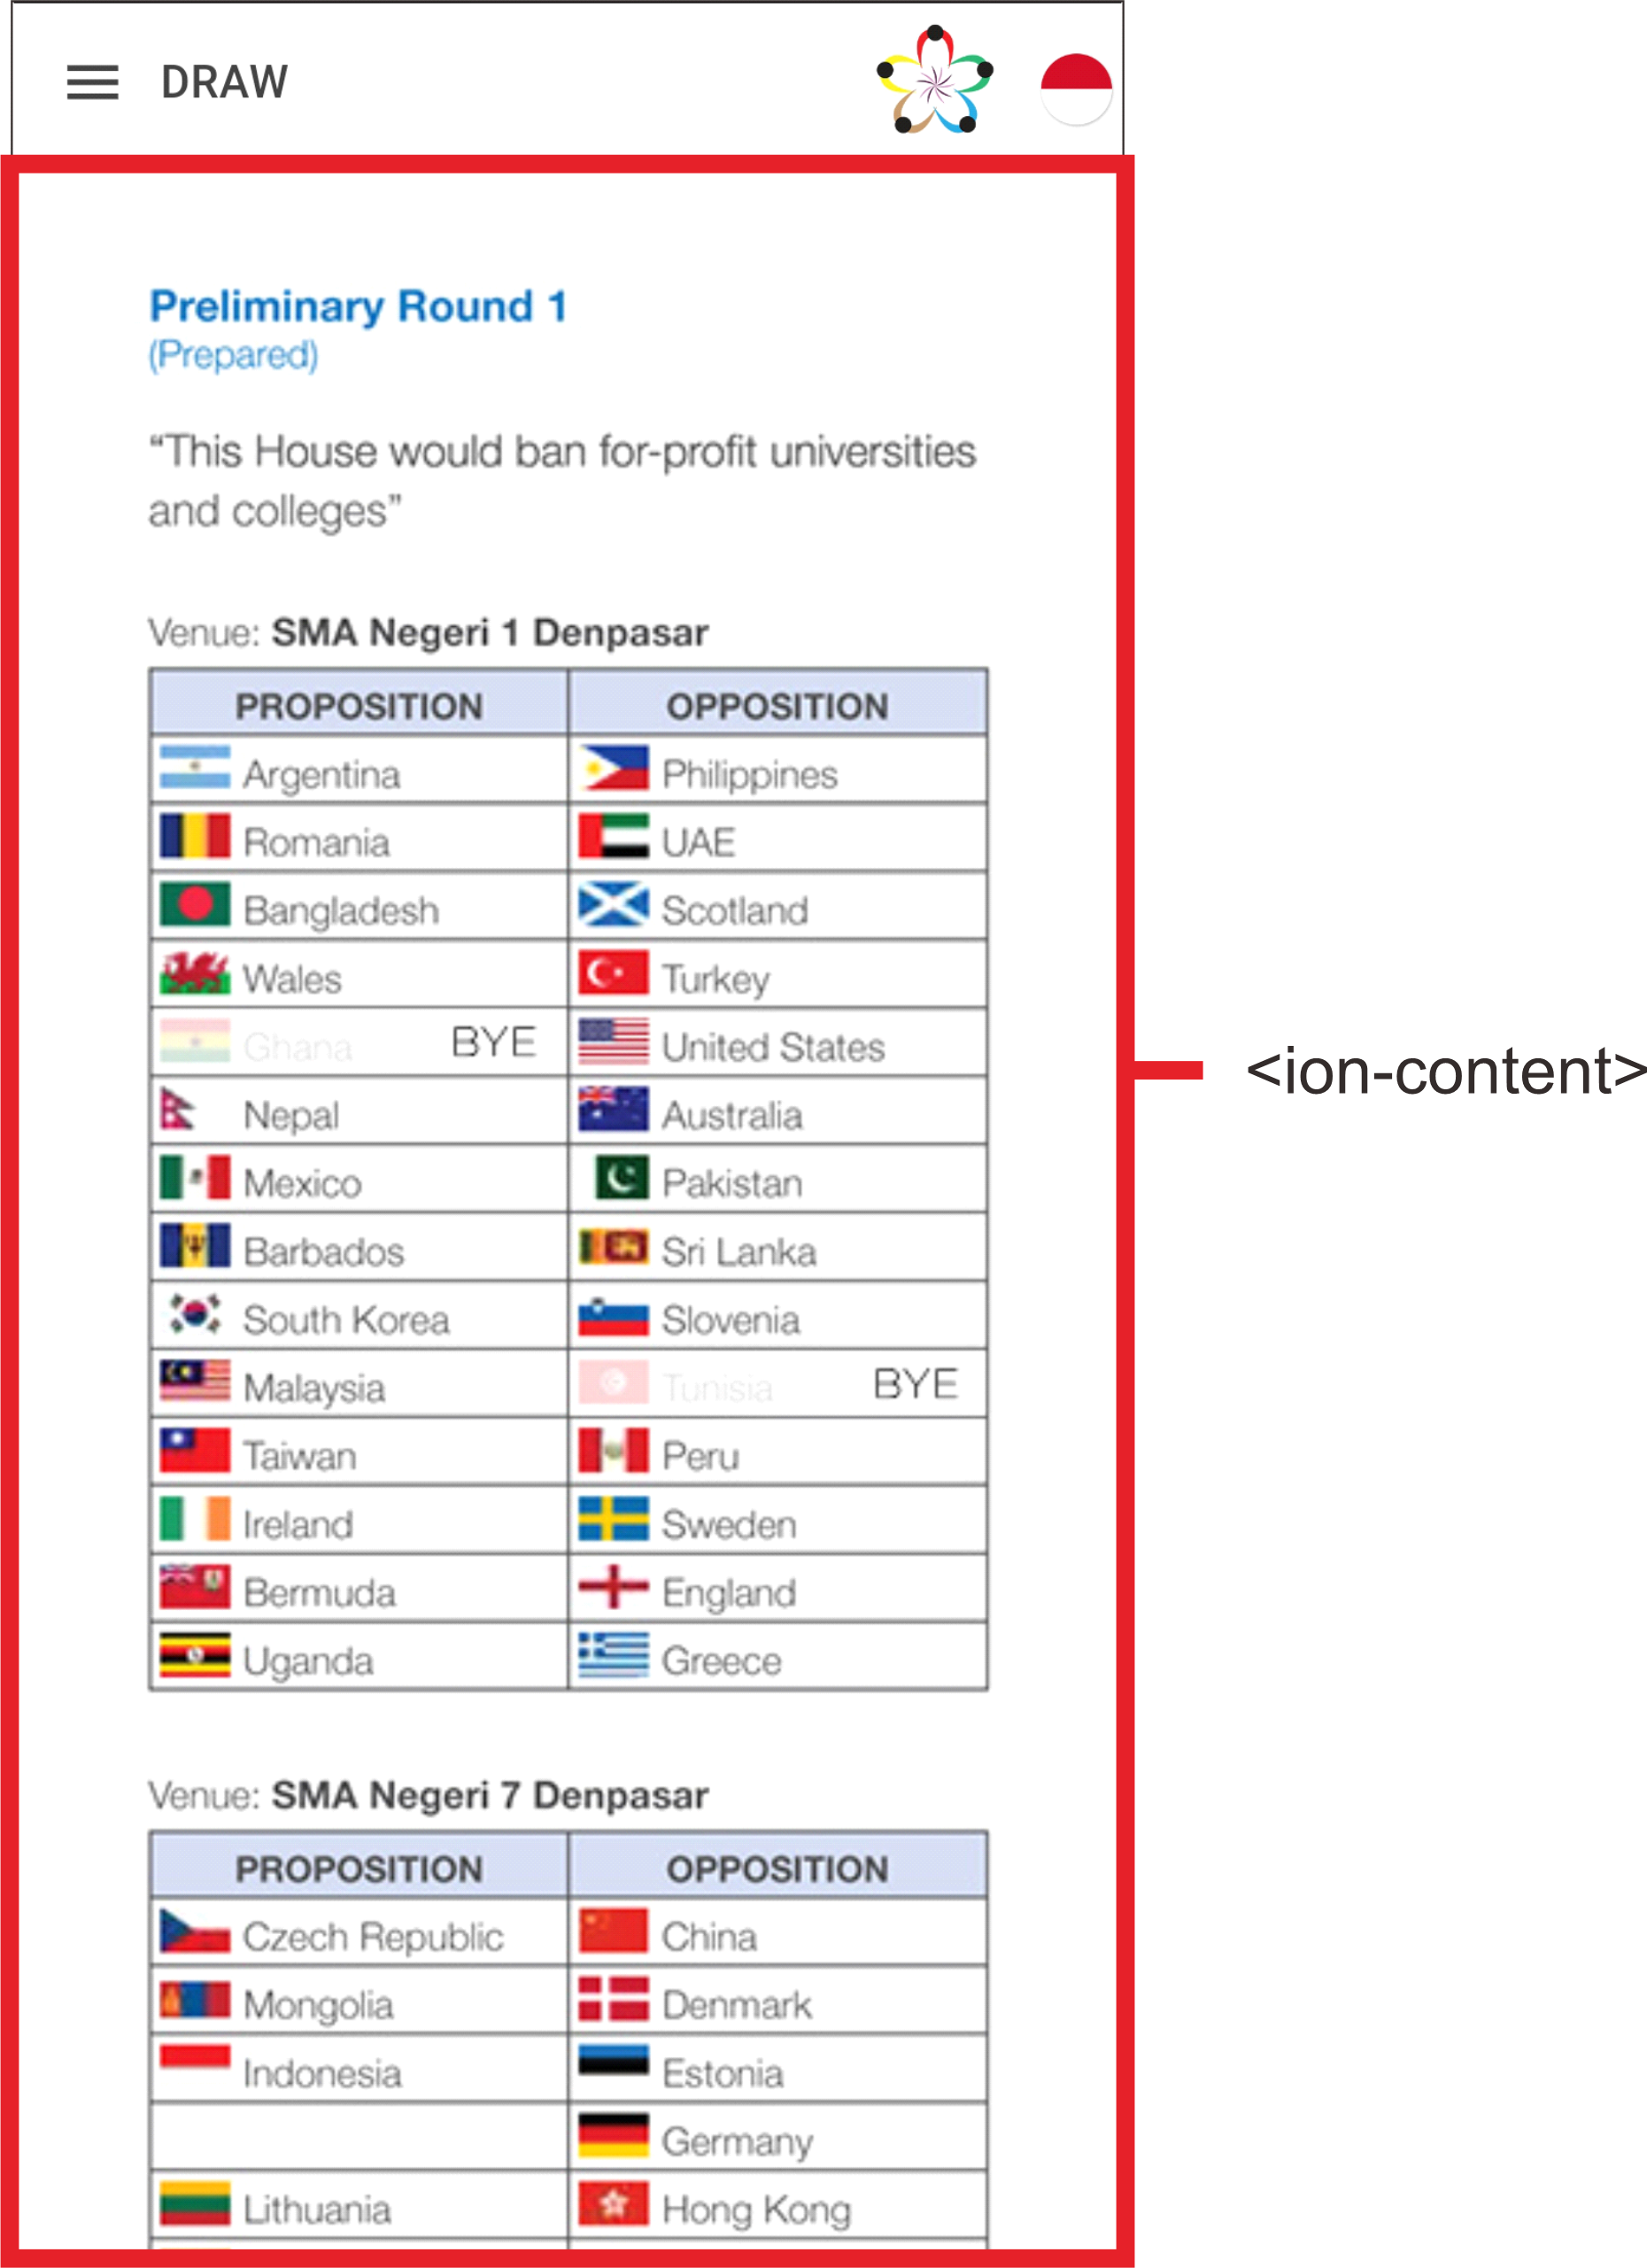 DRAW
Preliminary Round 1
(Prepared)
“This House would ban for-profit universities
and colleges”
Venue: SMA Negeri 1 Denpasar
PROPOSITION OPPOSITION
Argentina Philippines
Romania UAE
Bangladesh Scotland
Wales Turkey
Ghana BYE United States
Nepal Australia
Mexico Pakistan
Barbados Sri Lanka
South Korea Slovenia
Malaysia Tunisia BYE
Taiwan Peru
Ireland Sweden
Bermuda England
Uganda Greece
<ion-content>
Venue: SMA Negeri 7 Denpasar
PROPOSITION OPPOSITION
Czech Republic China
Mongolia Denmark
Indonesia Estonia
Germany
Lithuania Hong Kong